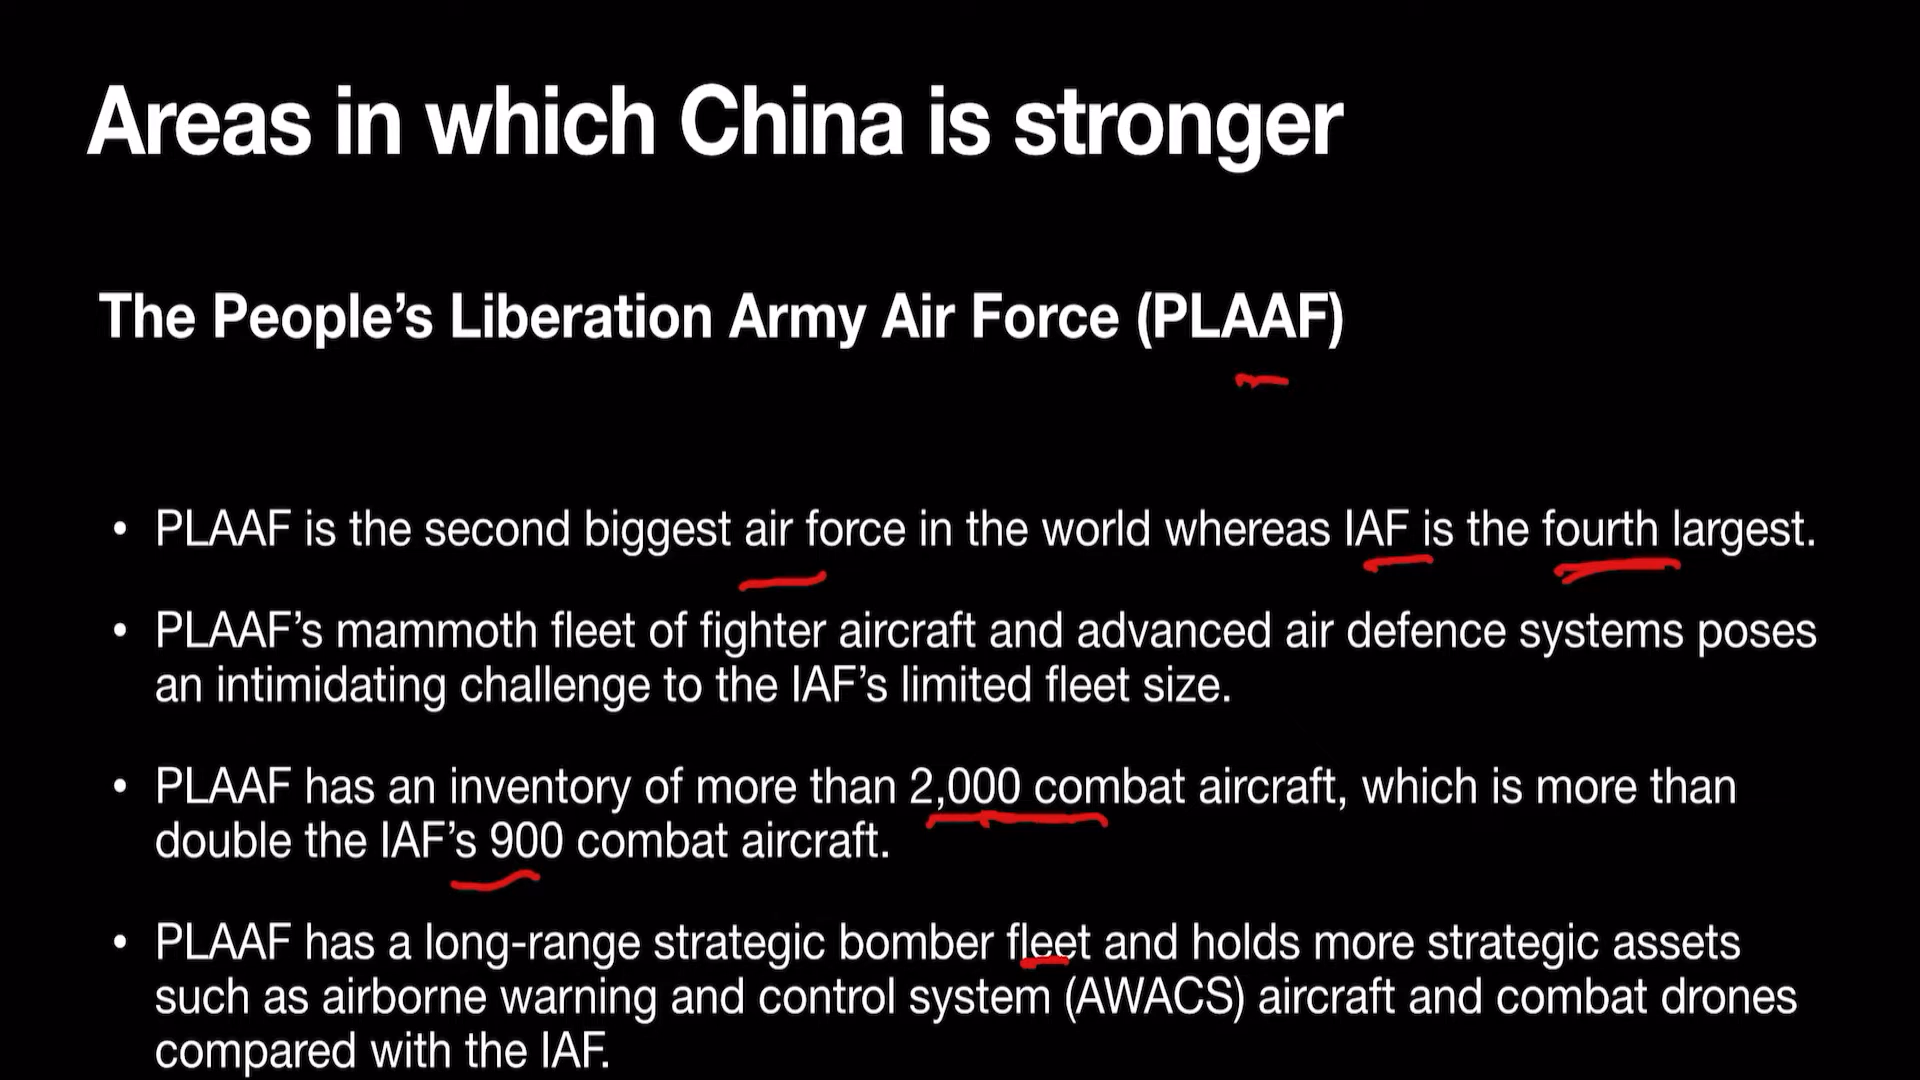 Areas in which China is stronger
The People’s Liberation Army Air Force (PLAAF)
• PLAAF is the second biggest air force in the world whereas IAF is the fourth largest.
• PLAAF’s mammoth fleet of fighter aircraft and advanced air defence systems poses
an intimidating challenge to the IAF’s limited fleet size.
• PLAAF has an inventory of more than 2,000 combat aircraft, which is more than
double the IAF’s 900 combat aircraft.
• PLAAF has a long-range strategic bomber fleet and holds more strategic assets
such as airborne warning and control system (AWACS) aircraft and combat drones
compared with the IAF.